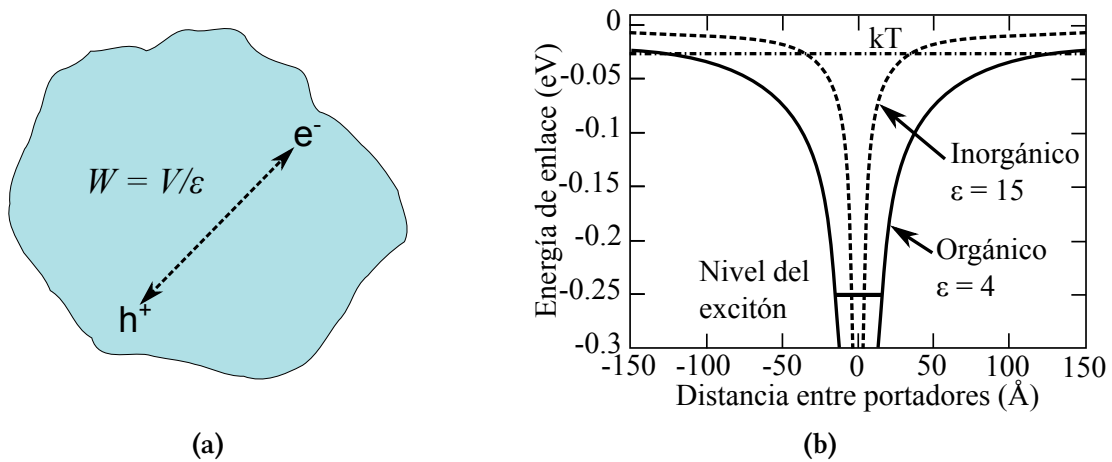 e⁻
W = V/ε
h⁺
(a)
(b)
Energía de enlace (eV)
0
-0.05
-0.1
-0.15
-0.2
-0.25
-0.3
kT
Inorgánico
ε = 15
Orgánico
ε = 4
Nivel del
excitón
-150 -100 -50 0 50 100 150
Distancia entre portadores (Å)